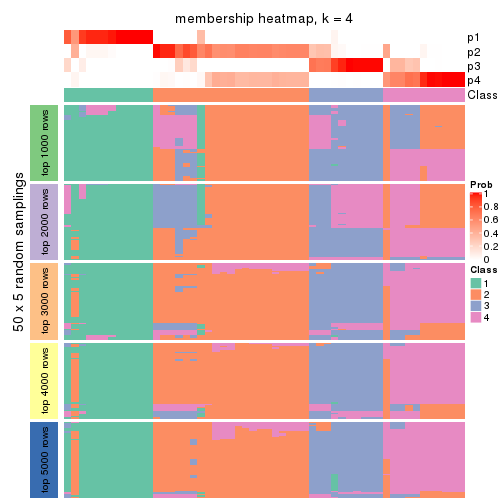 membership heatmap, k = 4
p1
p2
p3
p4
Class
50 x 5 random samplings
top 1000 rows
top 2000 rows
top 3000 rows
top 4000 rows
top 5000 rows
Prob
1
0.8
0.6
0.4
0.2
0
Class
1
2
3
4